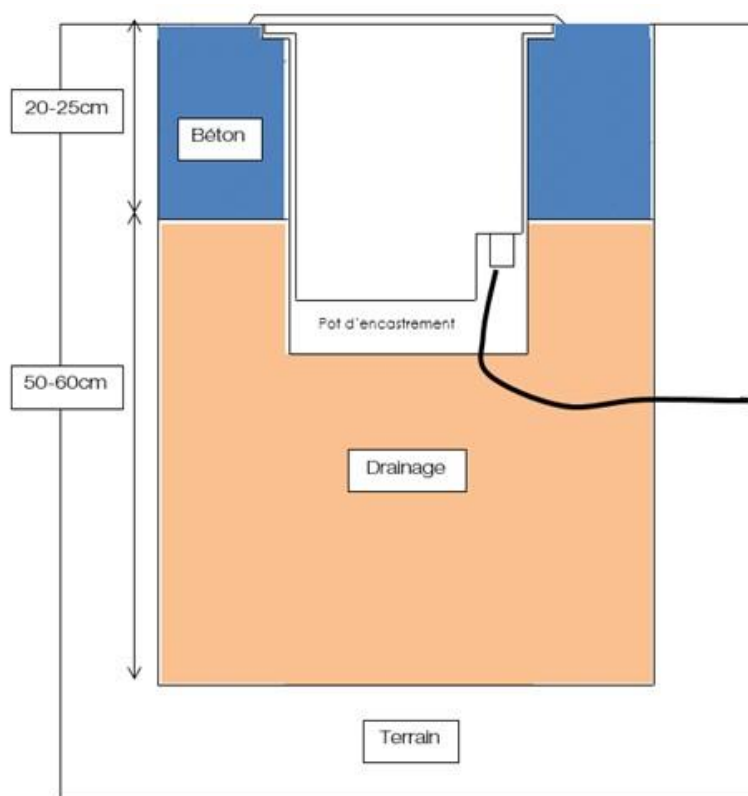 20-25cm
Béton
Pot d'encastrement
50-60cm
Drainage
Terrain